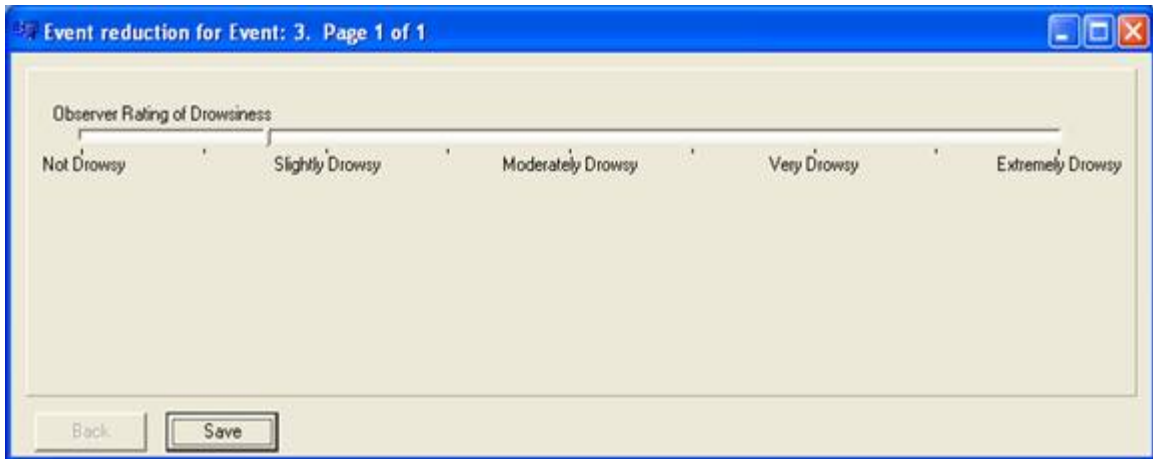 Event reduction for Event: 3. Page 1 of 1
Observer Rating of Drowsiness
Not Drowsy Slightly Drowsy Moderately Drowsy Very Drowsy Extremely Drowsy
Back Save